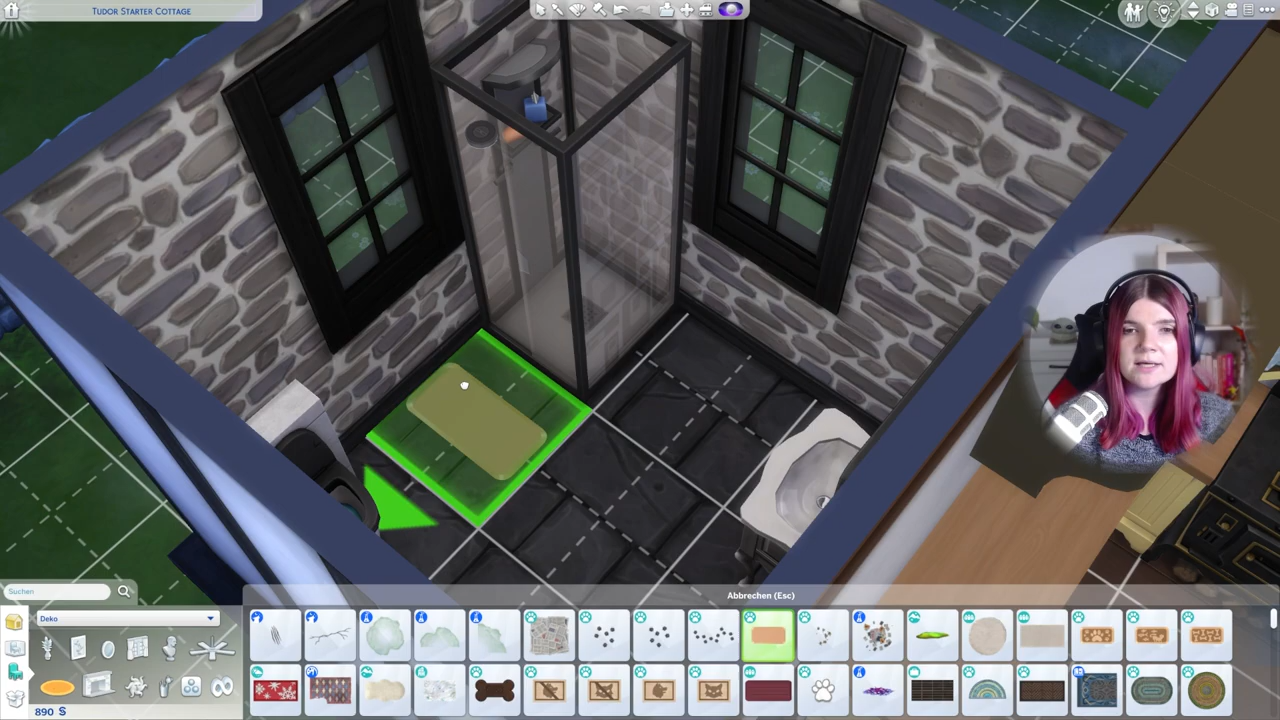 TUDOR STARTER COTTAGE
Abbrechen (Esc)
Suchen
Deko
890 $